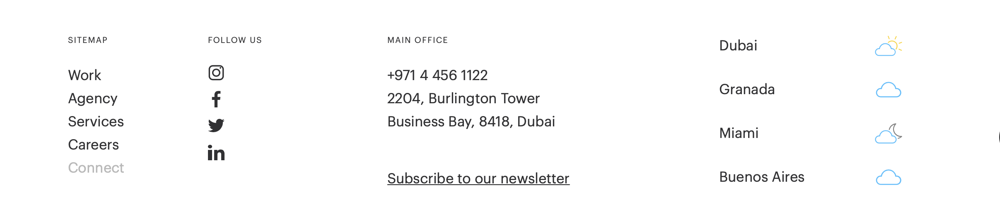 SITEMAP
Work
Agency
Services
Careers
Connect
FOLLOW US
MAIN OFFICE
+971 4 456 1122
2204, Burlington Tower
Business Bay, 8418, Dubai
Subscribe to our newsletter
Dubai
Granada
Miami
Buenos Aires